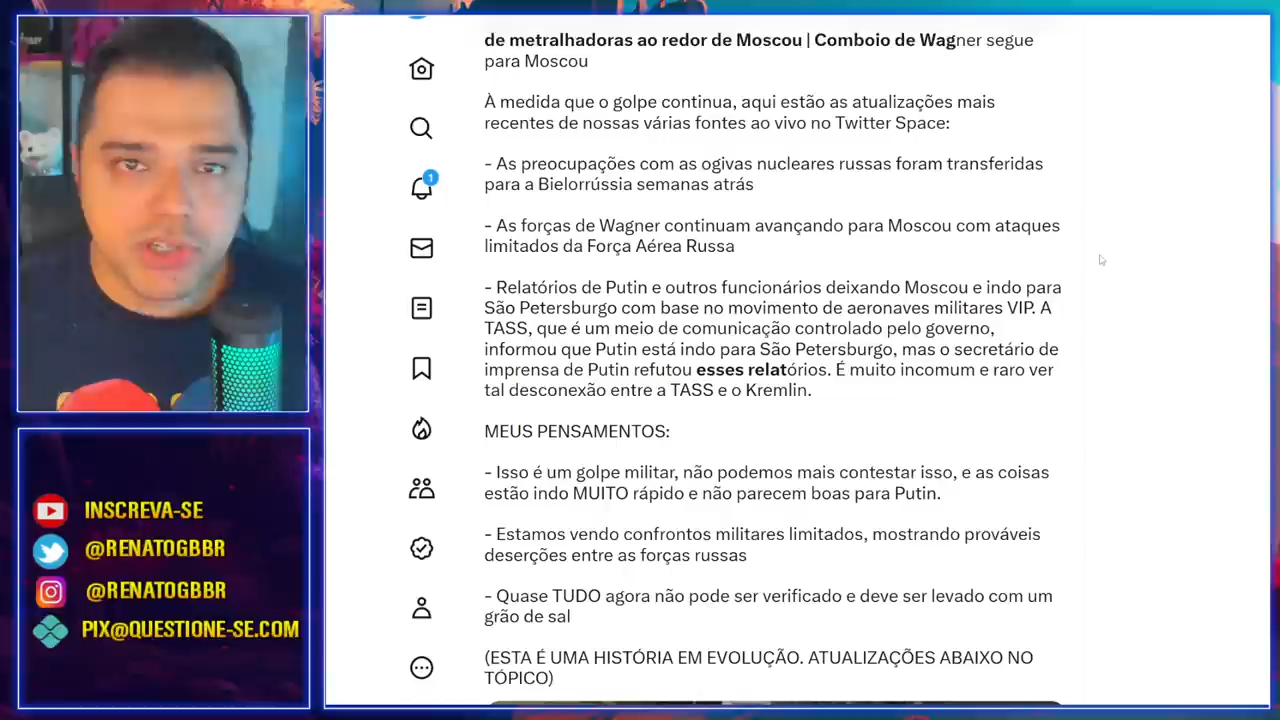 de metralhadoras ao redor de Moscou | Comboio de Wagner segue
para Moscou
À medida que o golpe continua, aqui estão as atualizações mais
recentes de nossas várias fontes ao vivo no Twitter Space:
- As preocupações com as ogivas nucleares russas foram transferidas
para a Bielorrússia semanas atrás
- As forças de Wagner continuam avançando para Moscou com ataques
limitados da Força Aérea Russa
- Relatórios de Putin e outros funcionários deixando Moscou e indo para
São Petersburgo com base no movimento de aeronaves militares VIP. A
TASS, que é um meio de comunicação controlado pelo governo,
informou que Putin está indo para São Petersburgo, mas o secretário de
imprensa de Putin refutou esses relatórios. É muito incomum e raro ver
tal desconexão entre a TASS e o Kremlin.
MEUS PENSAMENTOS:
- Isso é um golpe militar, não podemos mais contestar isso, e as coisas
estão indo MUITO rápido e não parecem boas para Putin.
- Estamos vendo confrontos militares limitados, mostrando prováveis
deserções entre as forças russas
- Quase TUDO agora não pode ser verificado e deve ser levado com um
grão de sal
(ESTA É UMA HISTÓRIA EM EVOLUÇÃO. ATUALIZAÇÕES ABAIXO NO
TÓPICO)
1
INSCREVA-SE
@RENATOGBBR
@RENATOGBBR
PIX@QUESTIONE-SE.COM